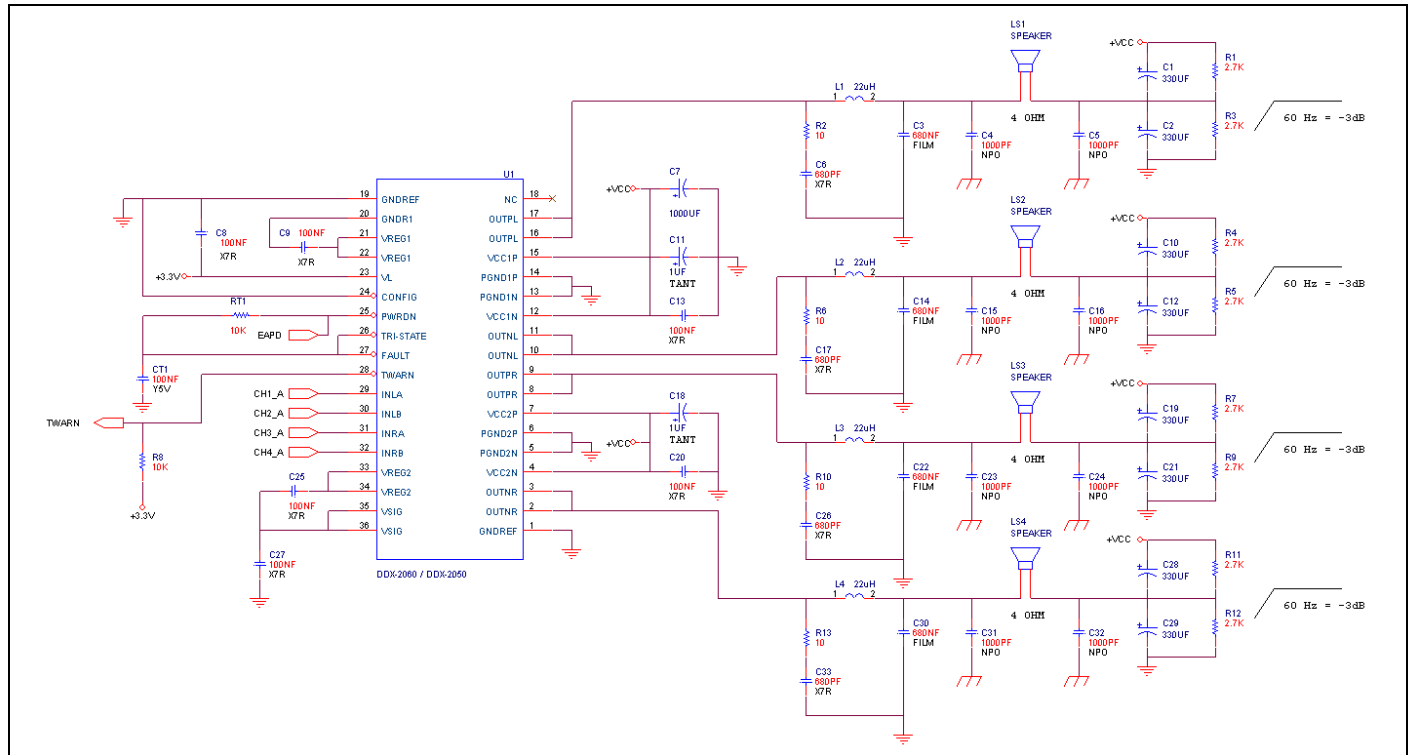 U1
DDX-2060 / DDX-2050
19 GNDREF
20 GNDR1
21 VREG1
22 VREG1
23 VL
24 CONFIG
25 PWRDN
26 TRI-STATE
27 FAULT
28 TWARN
29 INLA
30 INLB
31 INRA
32 INRB
33 VREG2
34 VREG2
35 VSIG
36 VSIG
NC 18
OUTPL 17
OUTPL 16
VCC1P 15
PGND1P 14
PGND1N 13
VCC1N 12
OUTNL 11
OUTNL 10
OUTPR 9
OUTPR 8
VCC2P 7
PGND2P 6
PGND2N 5
VCC2N 4
OUTNR 3
OUTNR 2
GNDREF 1
C8
100NF
X7R
C9
100NF
X7R
+3.3V
RT1
10K
EAPD
CT1
100NF
Y5V
CH1_A
CH2_A
CH3_A
CH4_A
TWARN
R8
10K
+3.3V
C25
100NF
X7R
C27
100NF
X7R
+VCC
C7
1000UF
C11
1UF
TANT
C13
100NF
X7R
+VCC
C18
1UF
TANT
C20
100NF
X7R
L1 22uH
1 2
R2
10
C6
680PF
X7R
C3
680NF
FILM
C4
1000PF
NPO
LS1
SPEAKER
4 OHM
C5
1000PF
NPO
+VCC
C1
330UF
C2
330UF
R1
2.7K
R3
2.7K
60 Hz = -3dB
L2 22uH
1 2
R6
10
C17
680PF
X7R
C14
680NF
FILM
C15
1000PF
NPO
LS2
SPEAKER
4 OHM
C16
1000PF
NPO
+VCC
C10
330UF
C12
330UF
R4
2.7K
R5
2.7K
60 Hz = -3dB
L3 22uH
1 2
R10
10
C26
680PF
X7R
C22
680NF
FILM
C23
1000PF
NPO
LS3
SPEAKER
4 OHM
C24
1000PF
NPO
+VCC
C19
330UF
C21
330UF
R7
2.7K
R9
2.7K
60 Hz = -3dB
L4 22uH
1 2
R13
10
C33
680PF
X7R
C30
680NF
FILM
C31
1000PF
NPO
LS4
SPEAKER
4 OHM
C32
1000PF
NPO
+VCC
C28
330UF
C29
330UF
R11
2.7K
R12
2.7K
60 Hz = -3dB